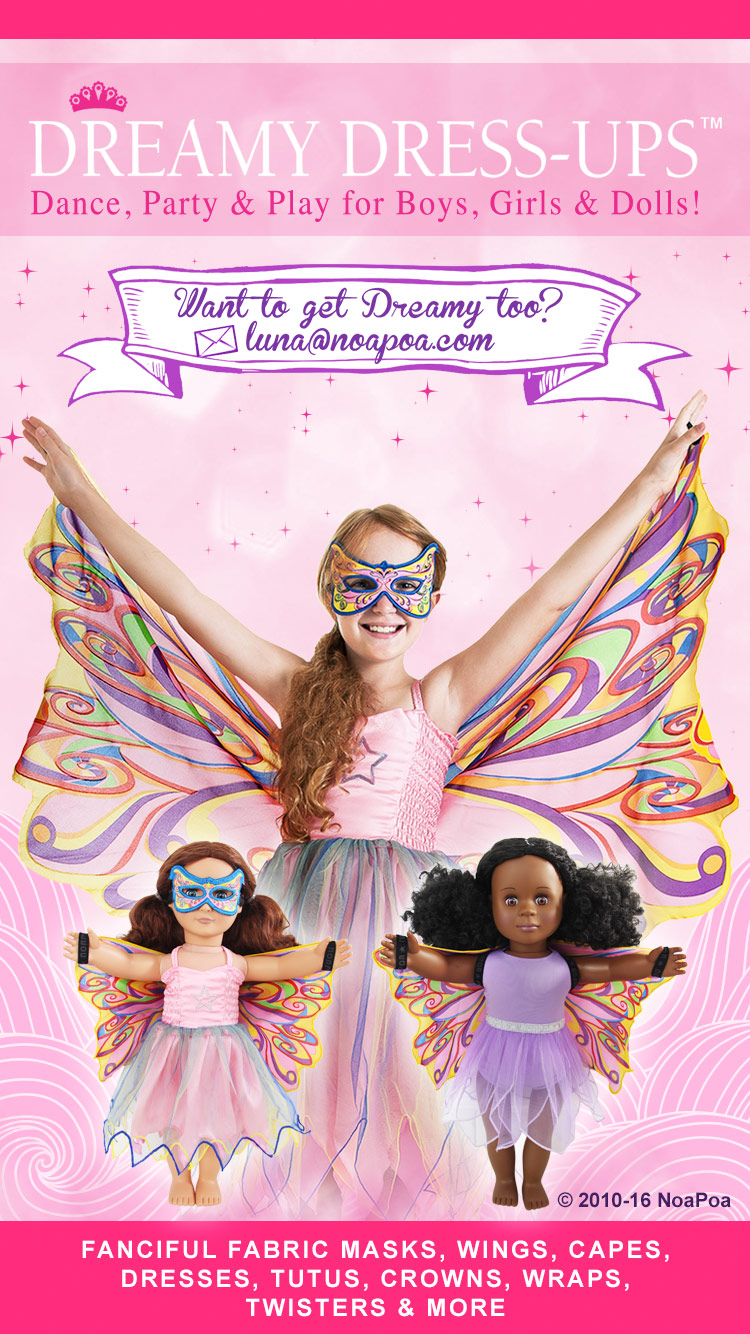 DREAMY DRESS-UPS™
Dance, Party & Play for Boys, Girls & Dolls!
Want to get Dreamy too?
luna@noapoa.com
© 2010-16 NoaPoa
FANCIFUL FABRIC MASKS, WINGS, CAPES,
DRESSES, TUTUS, CROWNS, WRAPS,
TWISTERS & MORE